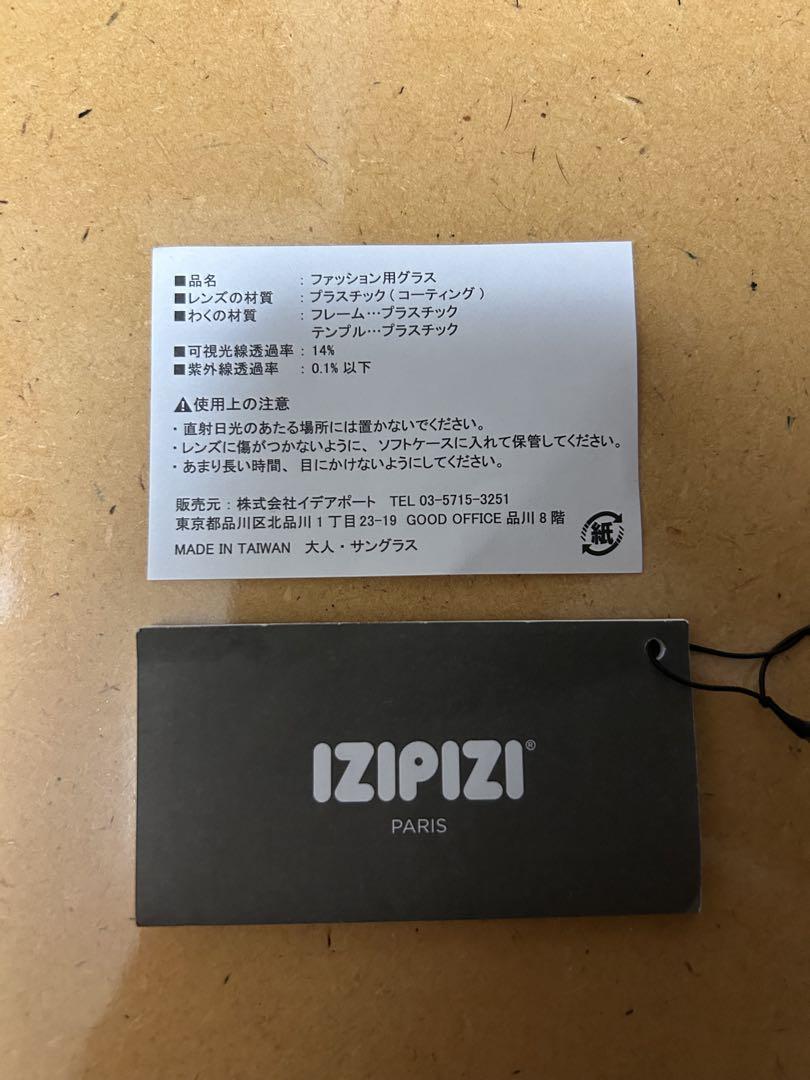 ■品名 : ファッション用グラス
■レンズの材質 : プラスチック ( コーティング )
■わくの材質 : フレーム…プラスチック
テンプル…プラスチック
■可視光線透過率 : 14%
■紫外線透過率 : 0.1% 以下
⚠使用上の注意
・直射日光のあたる場所には置かないでください。
・レンズに傷がつかないように、ソフトケースに入れて保管してください。
・あまり長い時間、目にかけないようにしてください。
販売元 : 株式会社イデアポート TEL 03-5715-3251
東京都品川区北品川 1 丁目 23-19 GOOD OFFICE 品川 8 階
紙
MADE IN TAIWAN 大人・サングラス
IZIPIZI®
PARIS